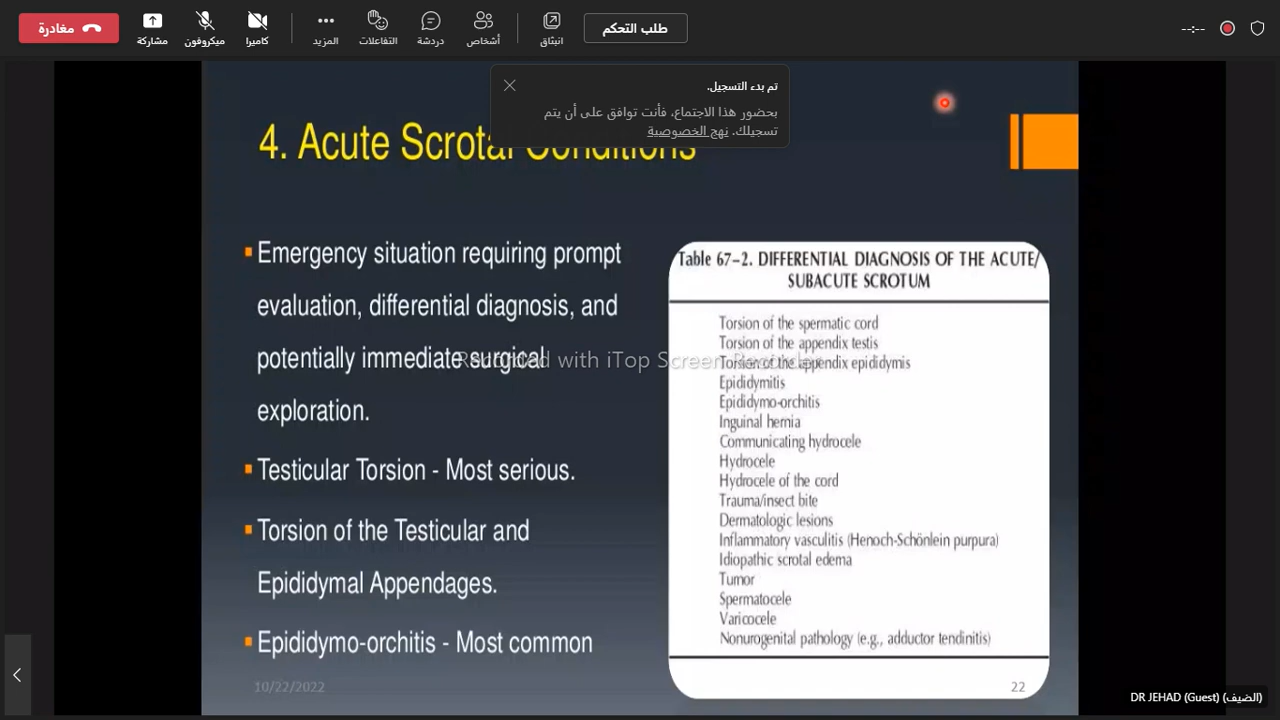 مغادرة
مشاركة
ميكروفون
كاميرا
المزيد
التفاعلات
دردشة
أشخاص
انبثاق
طلب التحكم
--:--
تم بدء التسجيل.
بحضور هذا الاجتماع، فأنت توافق على أن يتم
تسجيلك. نهج الخصوصية
4. Acute Scrotal Conditions
Emergency situation requiring prompt
evaluation, differential diagnosis, and
potentially immediate surgical
exploration.
Testicular Torsion - Most serious.
Torsion of the Testicular and
Epididymal Appendages.
Epididymo-orchitis - Most common
10/22/2022
Table 67–2. DIFFERENTIAL DIAGNOSIS OF THE ACUTE/
SUBACUTE SCROTUM
Torsion of the spermatic cord
Torsion of the appendix testis
Torsion of the appendix epididymis
Epididymitis
Epididymo-orchitis
Inguinal hernia
Communicating hydrocele
Hydrocele
Hydrocele of the cord
Trauma/insect bite
Dermatologic lesions
Inflammatory vasculitis (Henoch-Schönlein purpura)
Idiopathic scrotal edema
Tumor
Spermatocele
Varicocele
Nonurogenital pathology (e.g., adductor tendinitis)
22
Recorded with iTop Screen Recorder
DR JEHAD (Guest) (الضيف)